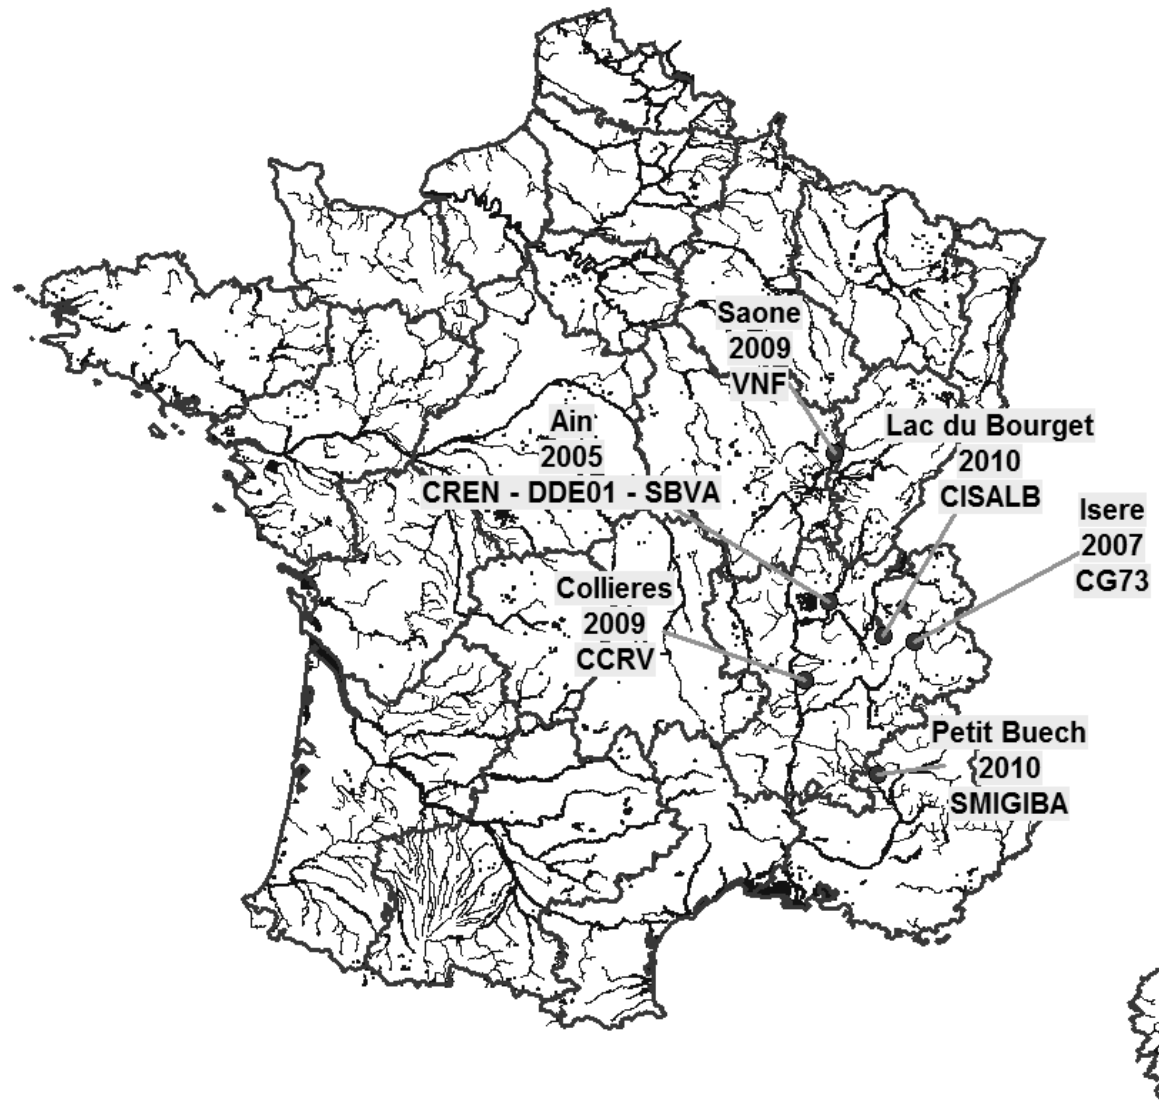 Saone
2009
VNF
Ain
2005
CREN - DDE01 - SBVA
Lac du Bourget
2010
CISALB
Isere
2007
CG73
Collieres
2009
CCRV
Petit Buech
2010
SMIGIBA